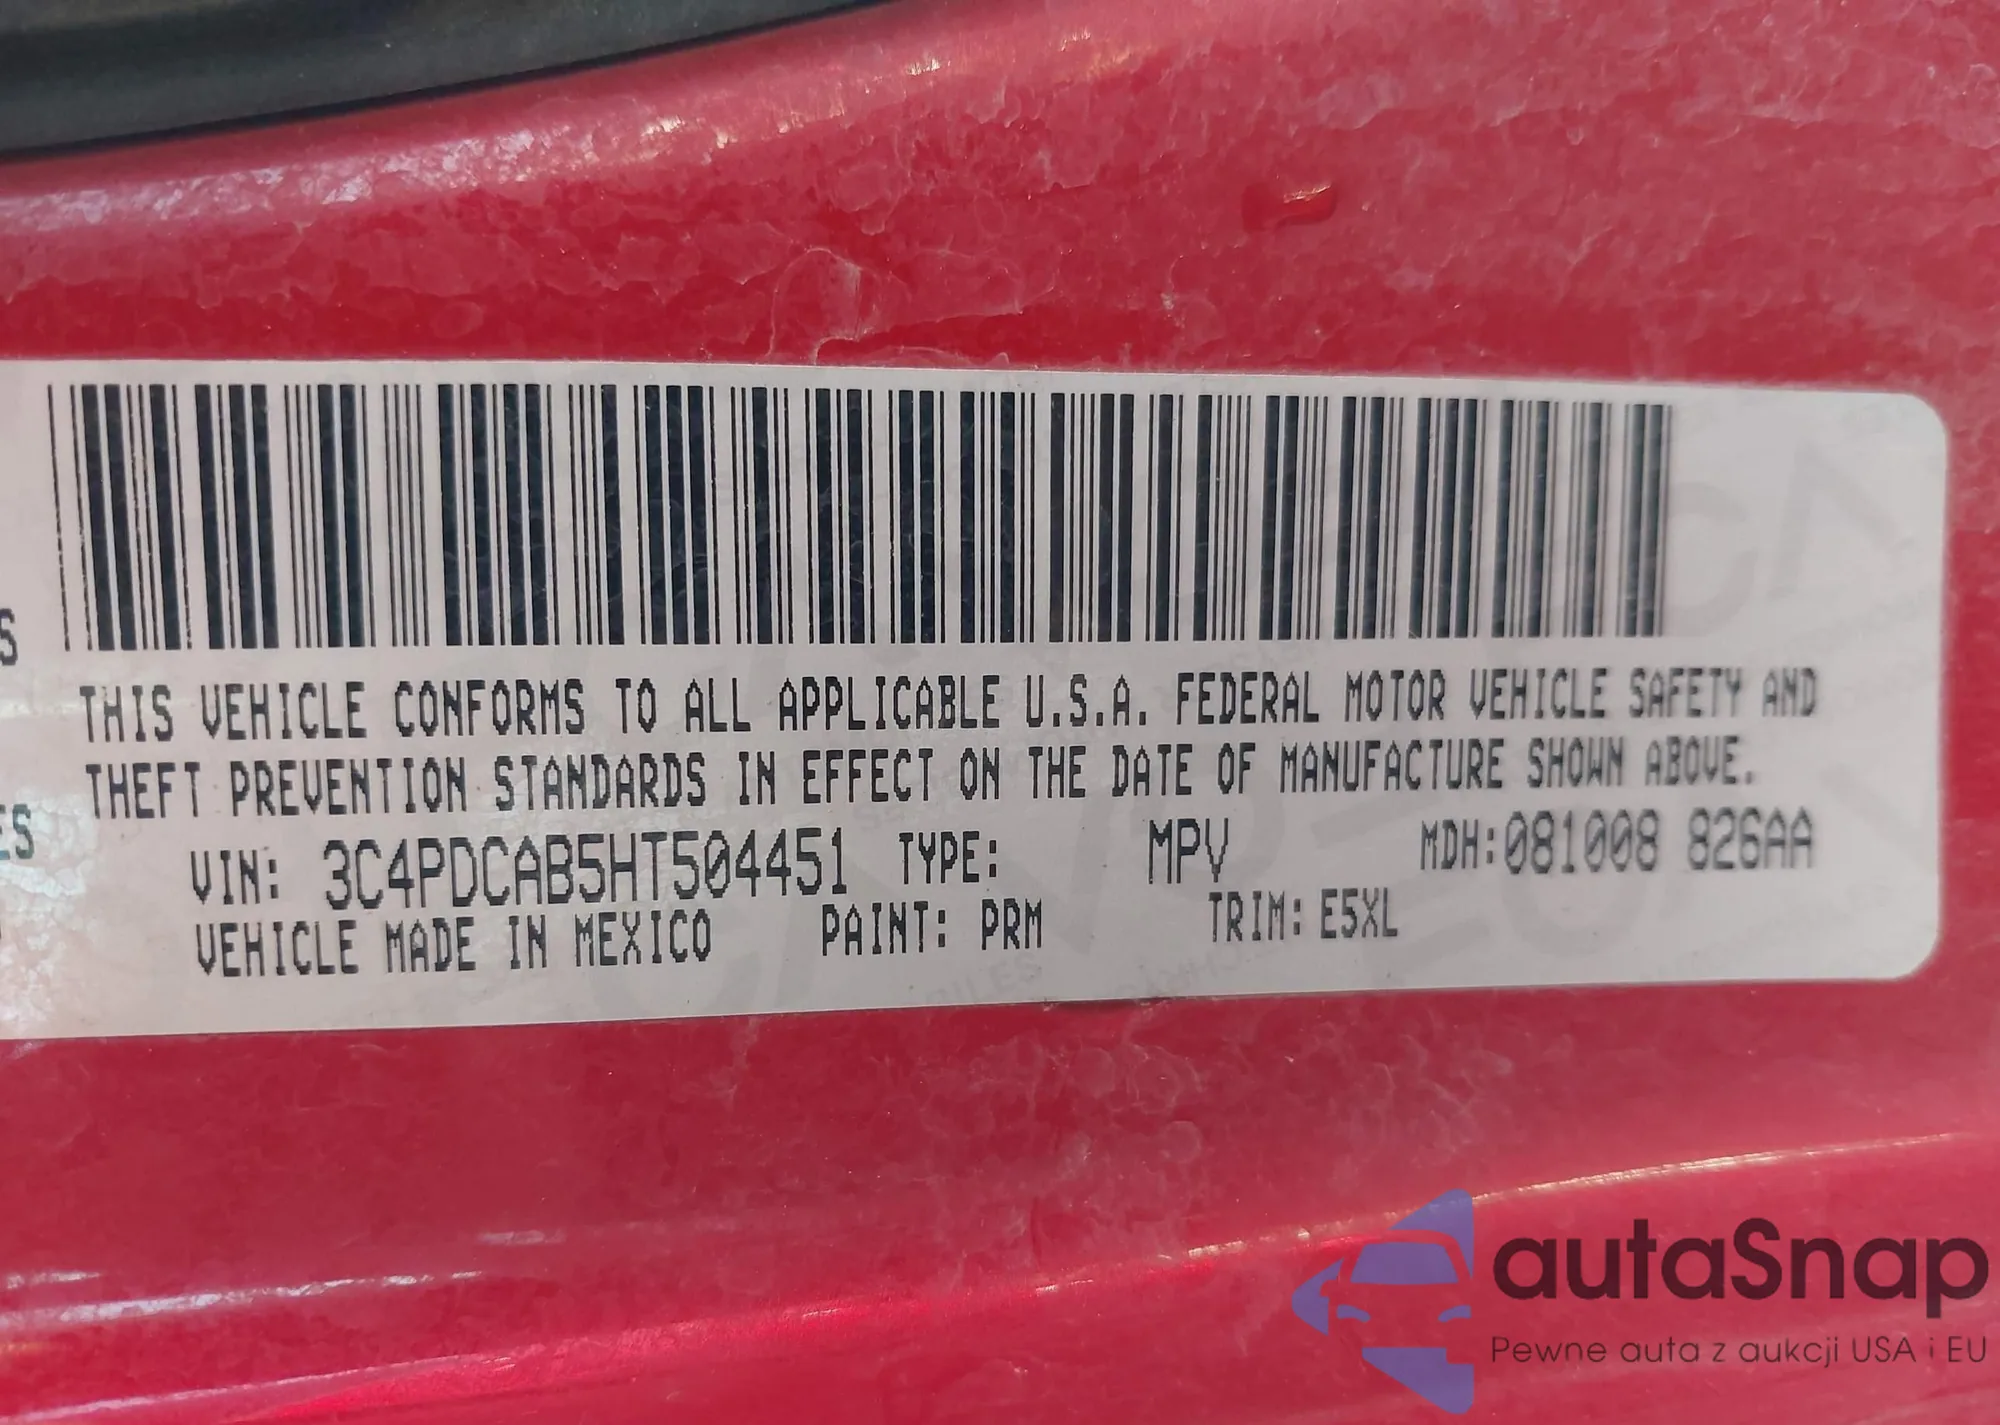 S
THIS VEHICLE CONFORMS TO ALL APPLICABLE U.S.A. FEDERAL MOTOR VEHICLE SAFETY AND
THEFT PREVENTION STANDARDS IN EFFECT ON THE DATE OF MANUFACTURE SHOWN ABOVE.
ES
VIN: 3C4PDCAB5HT504451 TYPE: MPV MDH:081008 826AA
VEHICLE MADE IN MEXICO PAINT: PRM TRIM: E5XL
autaSnap
Pewne auta z aukcji USA i EU